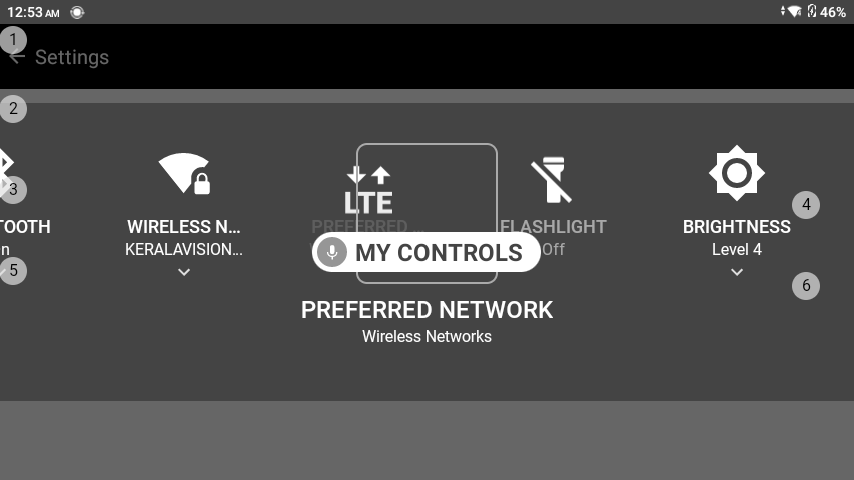 12:53 AM
46%
1
Settings
2
3
4
LTE
TOOTH
WIRELESS N...
PREFERRED ...
FLASHLIGHT
BRIGHTNESS
n
KERALAVISION...
MY CONTROLS
Off
Level 4
5
6
PREFERRED NETWORK
Wireless Networks